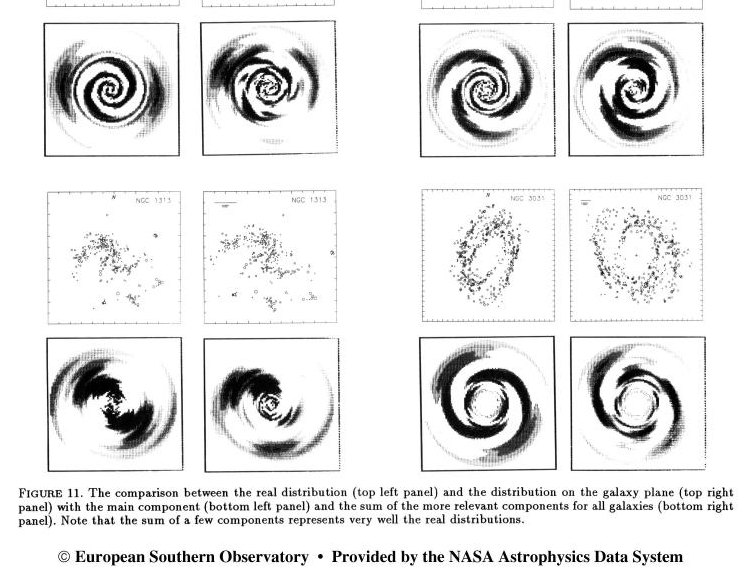 N
NGC 1313
NGC 1313
N
NGC 3031
NGC 3031
FIGURE 11. The comparison between the real distribution (top left panel) and the distribution on the galaxy plane (top right
panel) with the main component (bottom left panel) and the sum of the more relevant components for all galaxies (bottom right
panel). Note that the sum of a few components represents very well the real distributions.
© European Southern Observatory • Provided by the NASA Astrophysics Data System